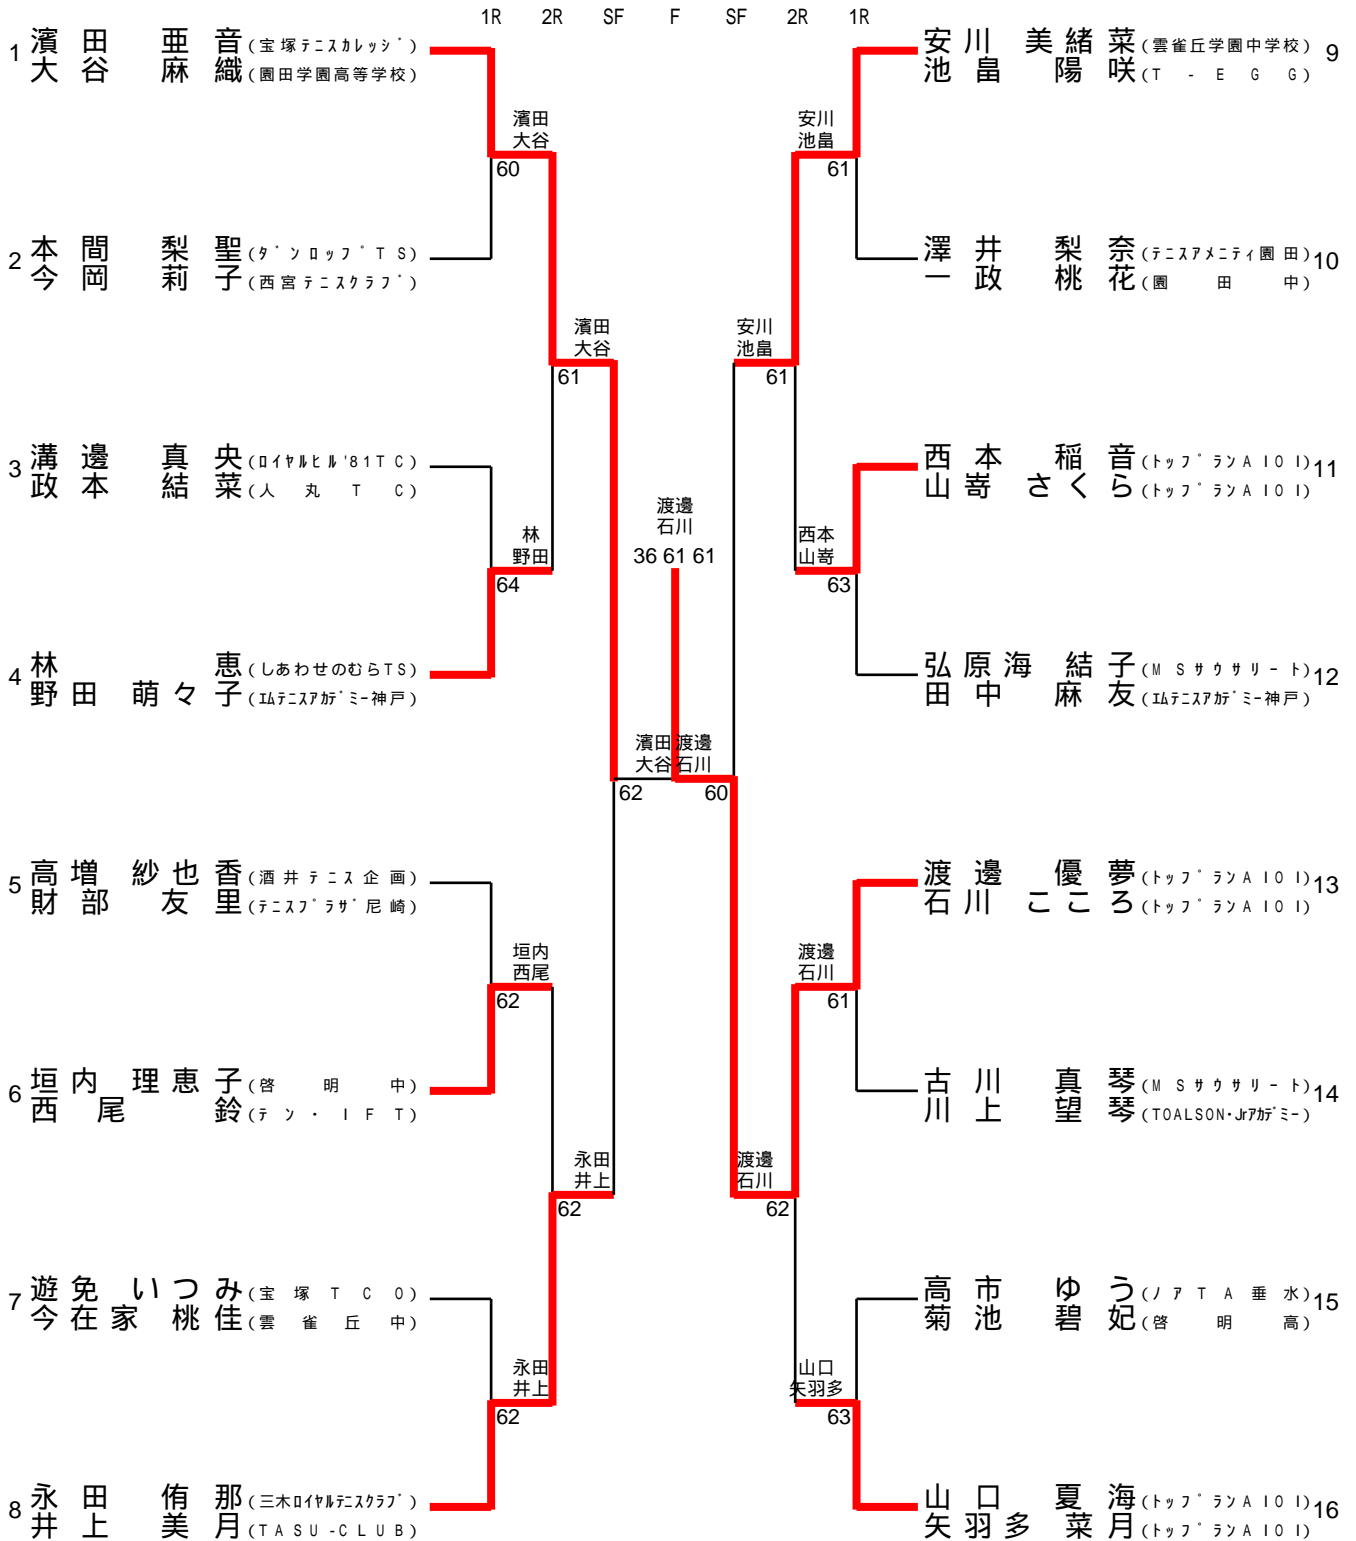 1R 2R SF F SF 2R 1R
1 濱田 亜音 (宝塚テニスカレッジ)
大谷 麻織 (園田学園高等学校)
濱田
大谷
60
2 本間 梨聖 (ダンロップTS)
今岡 莉子 (西宮テニスクラブ)
濱田
大谷
61
3 溝邊 真央 (ロイヤルヒル'81TC)
政本 結菜 (人丸TC)
林
野田
64
4 林 恵 (しあわせのむらTS)
野田 萌々子 (エムテニスアカデミー神戸)
濱田
大谷
62
5 高増 紗也香 (酒井テニス企画)
財部 友里 (テニスプラザ尼崎)
垣内
西尾
62
6 垣内 理恵子 (啓明中)
西尾 鈴 (テン・IFT)
永田
井上
62
7 遊免 いつみ (宝塚TCO)
今在家 桃佳 (雲雀丘中)
永田
井上
62
8 永田 侑那 (三木ロイヤルテニスクラブ)
井上 美月 (TASU-CLUB)
渡邊
石川
36 61 61
安川 美緒菜 (雲雀丘学園中学校) 9
池畠 陽咲 (T-EGG)
安川
池畠
61
澤井 梨奈 (テニスアメニティ園田) 10
一政 桃花 (園田中)
安川
池畠
61
西本 稲音 (トップランAIOI) 11
山嵜 さくら (トップランAIOI)
西本
山嵜
63
弘原海 結子 (MSサウサリート) 12
田中 麻友 (エムテニスアカデミー神戸)
渡邊
石川
60
渡邊 優夢 (トップランAIOI) 13
石川 こころ (トップランAIOI)
渡邊
石川
61
古川 真琴 (MSサウサリート) 14
川上 望琴 (TOALSON・Jrアカデミー)
渡邊
石川
62
高市 ゆう (ノアTA垂水) 15
菊池 碧妃 (啓明高)
山口
矢羽多
63
山口 夏海 (トップランAIOI) 16
矢羽多 菜月 (トップランAIOI)